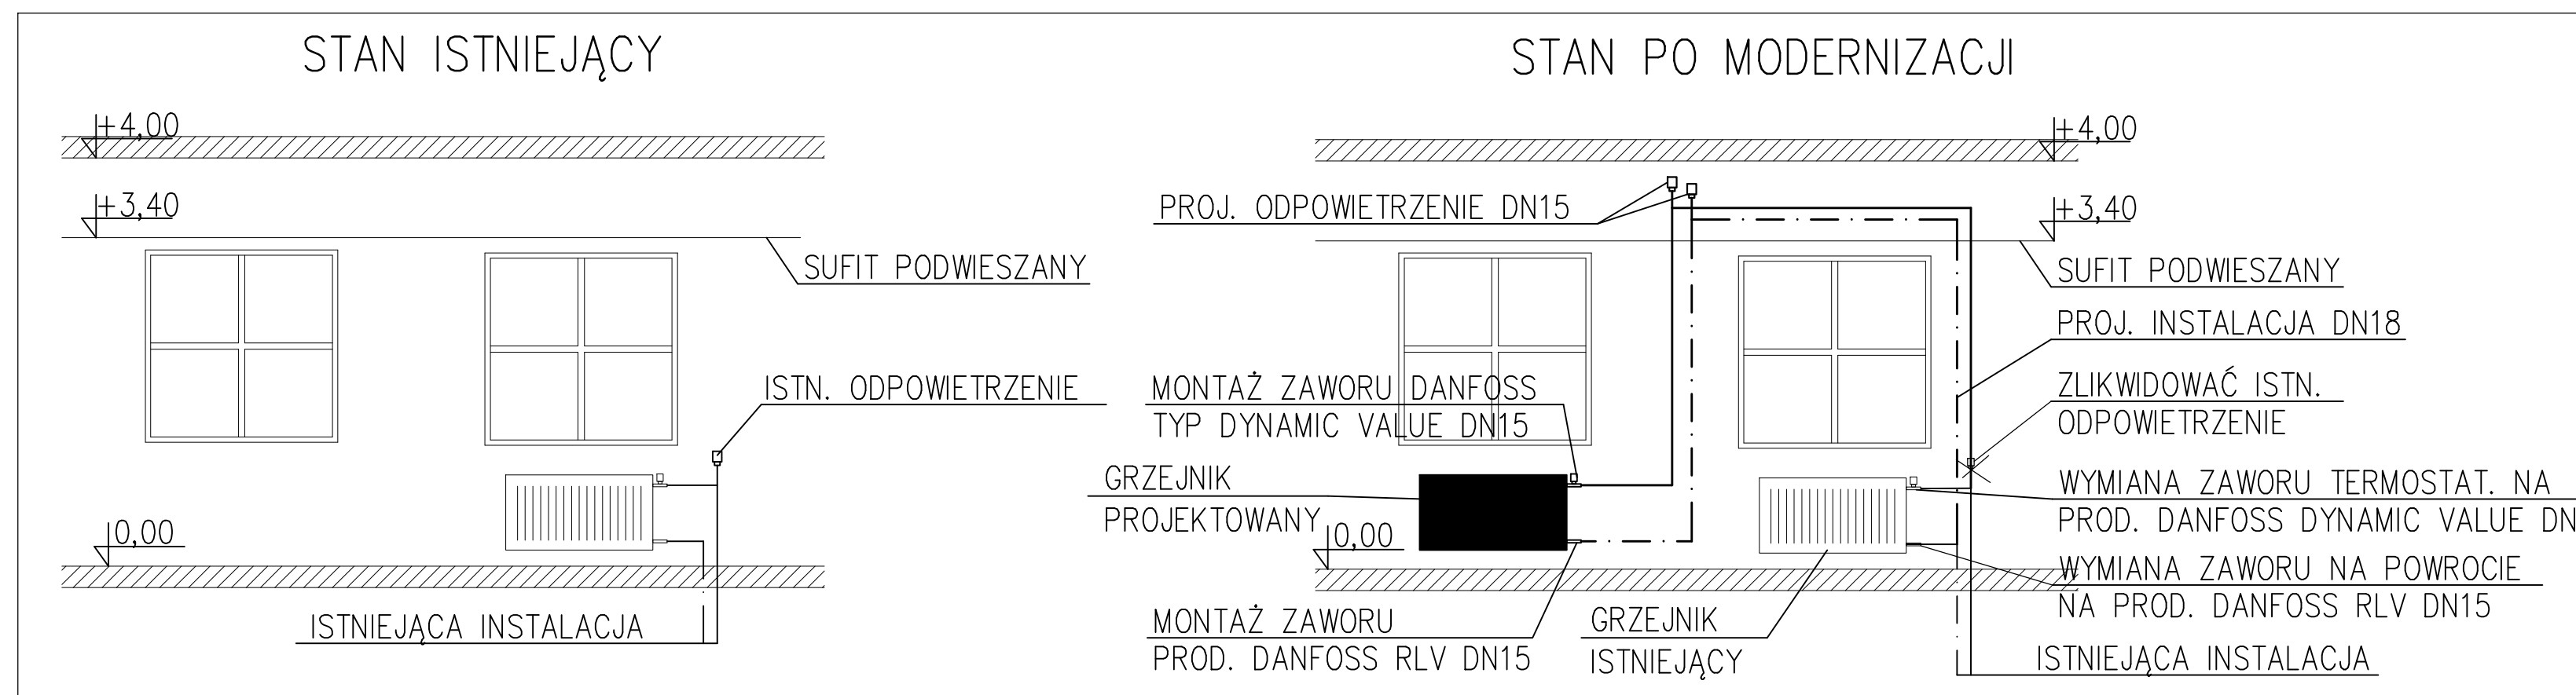 STAN ISTNIEJĄCY
+4,00
+3,40
SUFIT PODWIESZANY
ISTN. ODPOWIETRZENIE
0,00
ISTNIEJĄCA INSTALACJA
STAN PO MODERNIZACJI
+4,00
PROJ. ODPOWIETRZENIE DN15
+3,40
SUFIT PODWIESZANY
PROJ. INSTALACJA DN18
ZLIKWIDOWAĆ ISTN.
ODPOWIETRZENIE
MONTAŻ ZAWORU DANFOSS
TYP DYNAMIC VALUE DN15
GRZEJNIK
PROJEKTOWANY
0,00
WYMIANA ZAWORU TERMOSTAT. NA
PROD. DANFOSS DYNAMIC VALUE DN
WYMIANA ZAWORU NA POWROCIE
NA PROD. DANFOSS RLV DN15
MONTAŻ ZAWORU
PROD. DANFOSS RLV DN15
GRZEJNIK
ISTNIEJĄCY
ISTNIEJĄCA INSTALACJA